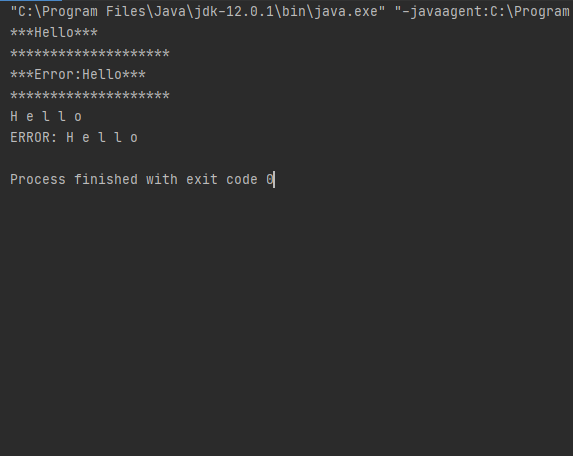 "C:\Program Files\Java\jdk-12.0.1\bin\java.exe" "-javaagent:C:\Program
***Hello***
********************
***Error:Hello***
********************
H e l l o
ERROR: H e l l o
Process finished with exit code 0